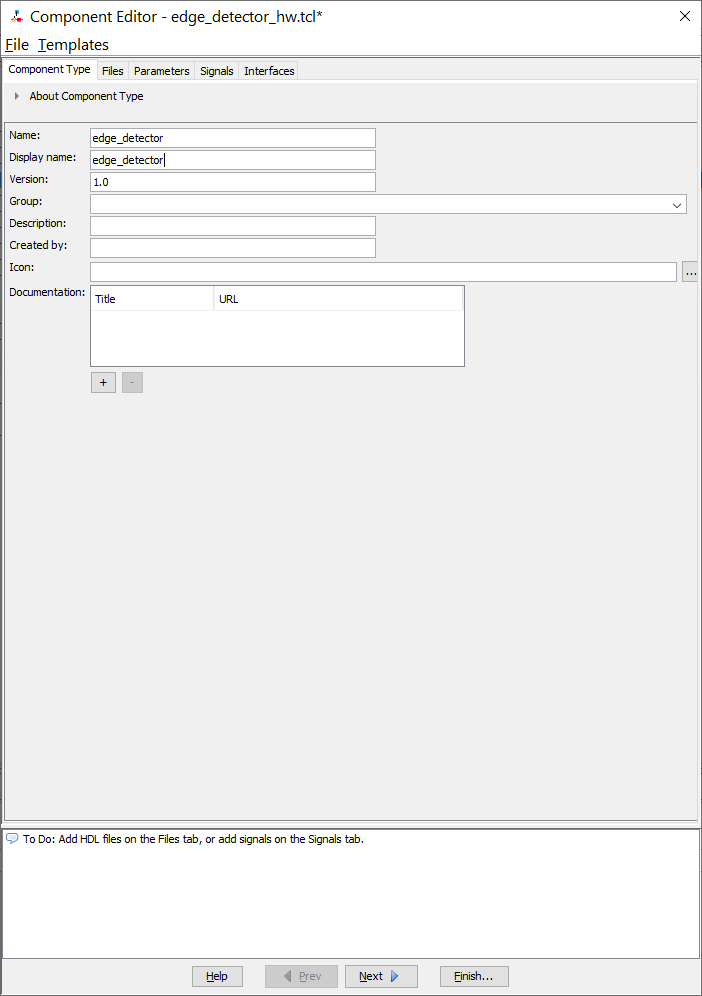 Component Editor - edge_detector_hw.tcl*
File Templates
Component Type Files Parameters Signals Interfaces
About Component Type
Name: edge_detector
Display name: edge_detector
Version: 1.0
Group:
Description:
Created by:
Icon: ...
Documentation: Title URL
+ -
To Do: Add HDL files on the Files tab, or add signals on the Signals tab.
Help Prev Next Finish...